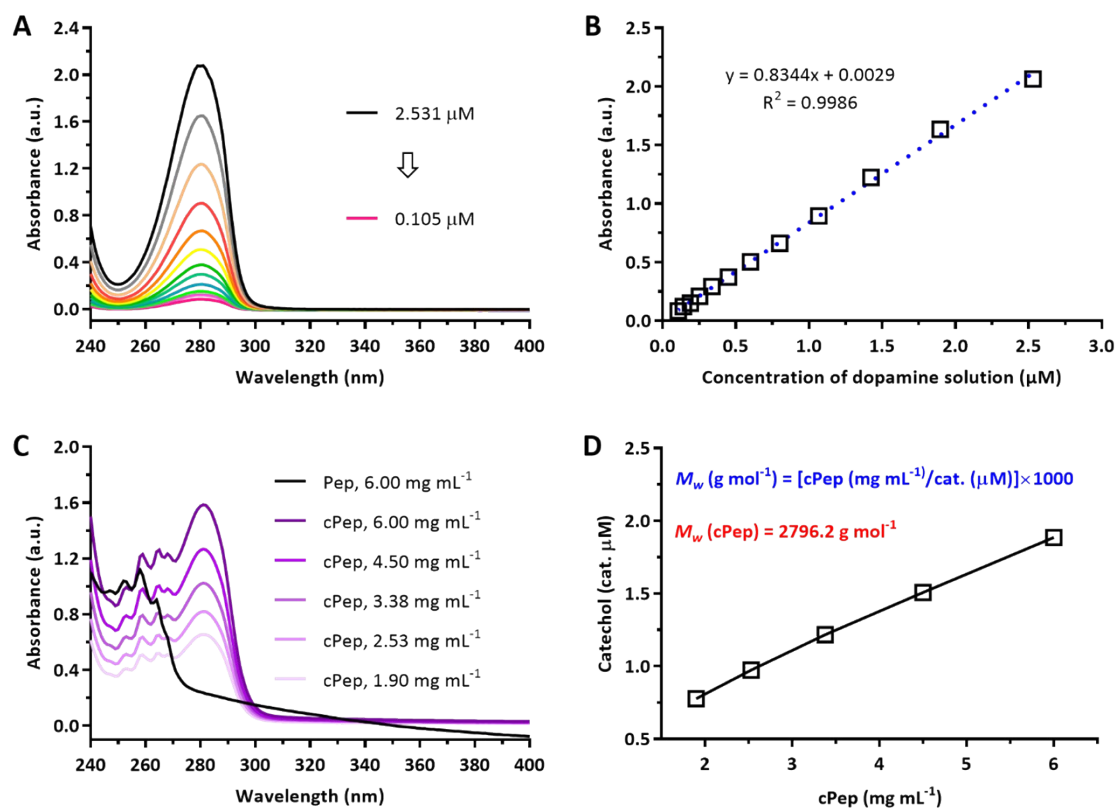 A
2.4
2.0
1.6
1.2
0.8
0.4
0.0
Absorbance (a.u.)
240 260 280 300 320 340 360 380 400
Wavelength (nm)
2.531 μM
0.105 μM
B
2.5
2.0
1.5
1.0
0.5
0.0
Absorbance (a.u.)
0.0 0.5 1.0 1.5 2.0 2.5 3.0
Concentration of dopamine solution (μM)
y = 0.8344x + 0.0029
R² = 0.9986
C
2.0
1.6
1.2
0.8
0.4
0.0
Absorbance (a.u.)
240 260 280 300 320 340 360 380 400
Wavelength (nm)
Pep, 6.00 mg mL⁻¹
cPep, 6.00 mg mL⁻¹
cPep, 4.50 mg mL⁻¹
cPep, 3.38 mg mL⁻¹
cPep, 2.53 mg mL⁻¹
cPep, 1.90 mg mL⁻¹
D
2.5
2.0
1.5
1.0
0.5
Catechol (cat. μM)
2 3 4 5 6
cPep (mg mL⁻¹)
M_w (g mol⁻¹) = [cPep (mg mL⁻¹⁾/cat. (μM)]×1000
M_w (cPep) = 2796.2 g mol⁻¹